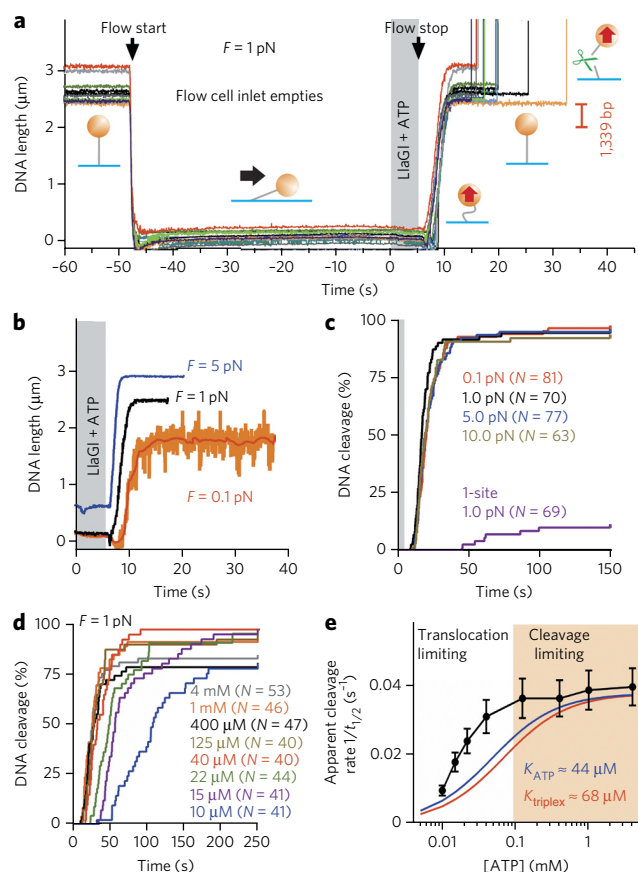 a
Flow start
F = 1 pN
Flow stop
Flow cell inlet empties
LlaGI + ATP
1,339 bp
DNA length (μm)
3
2
1
0
-60 -50 -40 -30 -20 -10 0 10 20 30 40
Time (s)
b
F = 5 pN
F = 1 pN
F = 0.1 pN
LlaGI + ATP
DNA length (μm)
3
2
1
0
0 10 20 30 40
Time (s)
c
DNA cleavage (%)
100
75
50
25
0
0.1 pN (N = 81)
1.0 pN (N = 70)
5.0 pN (N = 77)
10.0 pN (N = 63)
1-site
1.0 pN (N = 69)
0 50 100 150
Time (s)
d
F = 1 pN
DNA cleavage (%)
100
75
50
25
0
4 mM (N = 53)
1 mM (N = 46)
400 μM (N = 47)
125 μM (N = 40)
40 μM (N = 40)
22 μM (N = 44)
15 μM (N = 41)
10 μM (N = 41)
0 50 100 150 200 250
Time (s)
e
Translocation
limiting
Cleavage
limiting
Apparent cleavage
rate 1/t1/2 (s⁻¹)
0.04
0.02
0
KATP ≈ 44 μM
Ktriplex ≈ 68 μM
0.01 0.1 1.0
[ATP] (mM)